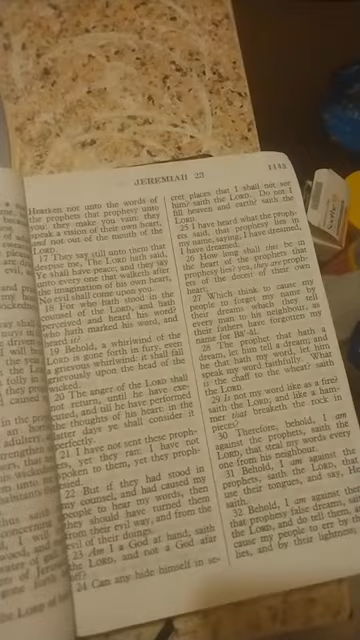 JEREMIAH 23
1143
Hearken not unto the words of
the prophets that prophesy unto
you: they make you vain: they
speak a vision of their own heart,
and not out of the mouth of the
LORD.
17 They say still unto them that
despise me, The LORD hath said,
Ye shall have peace; and they say
unto every one that walketh after
the imagination of his own heart,
No evil shall come upon you.
18 For who hath stood in the
counsel of the LORD, and hath
perceived and heard his word?
who hath marked his word, and
heard it?
19 Behold, a whirlwind of the
LORD is gone forth in fury, even
a grievous whirlwind: it shall fall
grievously upon the head of the
wicked.
20 The anger of the LORD shall
not return, until he have exe-
cuted, and till he have performed
the thoughts of his heart: in the
latter days ye shall consider it
perfectly.
21 I have not sent these proph-
ets, yet they ran: I have not
spoken to them, yet they proph-
esied.
22 But if they had stood in
my counsel, and had caused my
people to hear my words, then
they should have turned them
from their evil way, and from the
evil of their doings.
23 Am I a God at hand, saith
the LORD, and not a God afar
off?
24 Can any hide himself in se-
cret places that I shall not see
him? saith the LORD. Do not I
fill heaven and earth? saith the
LORD.
25 I have heard what the proph-
ets said, that prophesy lies in
my name, saying, I have dreamed,
I have dreamed.
26 How long shall this be in
the heart of the prophets that
prophesy lies? yea, they are proph-
ets of the deceit of their own
heart;
27 Which think to cause my
people to forget my name by
their dreams which they tell
every man to his neighbour, as
their fathers have forgotten my
name for Baal.
28 The prophet that hath a
dream, let him tell a dream; and
he that hath my word, let him
speak my word faithfully. What
is the chaff to the wheat? saith
the LORD.
29 Is not my word like as a fire?
saith the LORD; and like a ham-
mer that breaketh the rock in
pieces?
30 Therefore, behold, I am
against the prophets, saith the
LORD, that steal my words every
one from his neighbour.
31 Behold, I am against the
prophets, saith the LORD, that
use their tongues, and say, He
saith.
32 Behold, I am against them
that prophesy false dreams, saith
the LORD, and do tell them, and
cause my people to err by their
lies, and by their lightness;